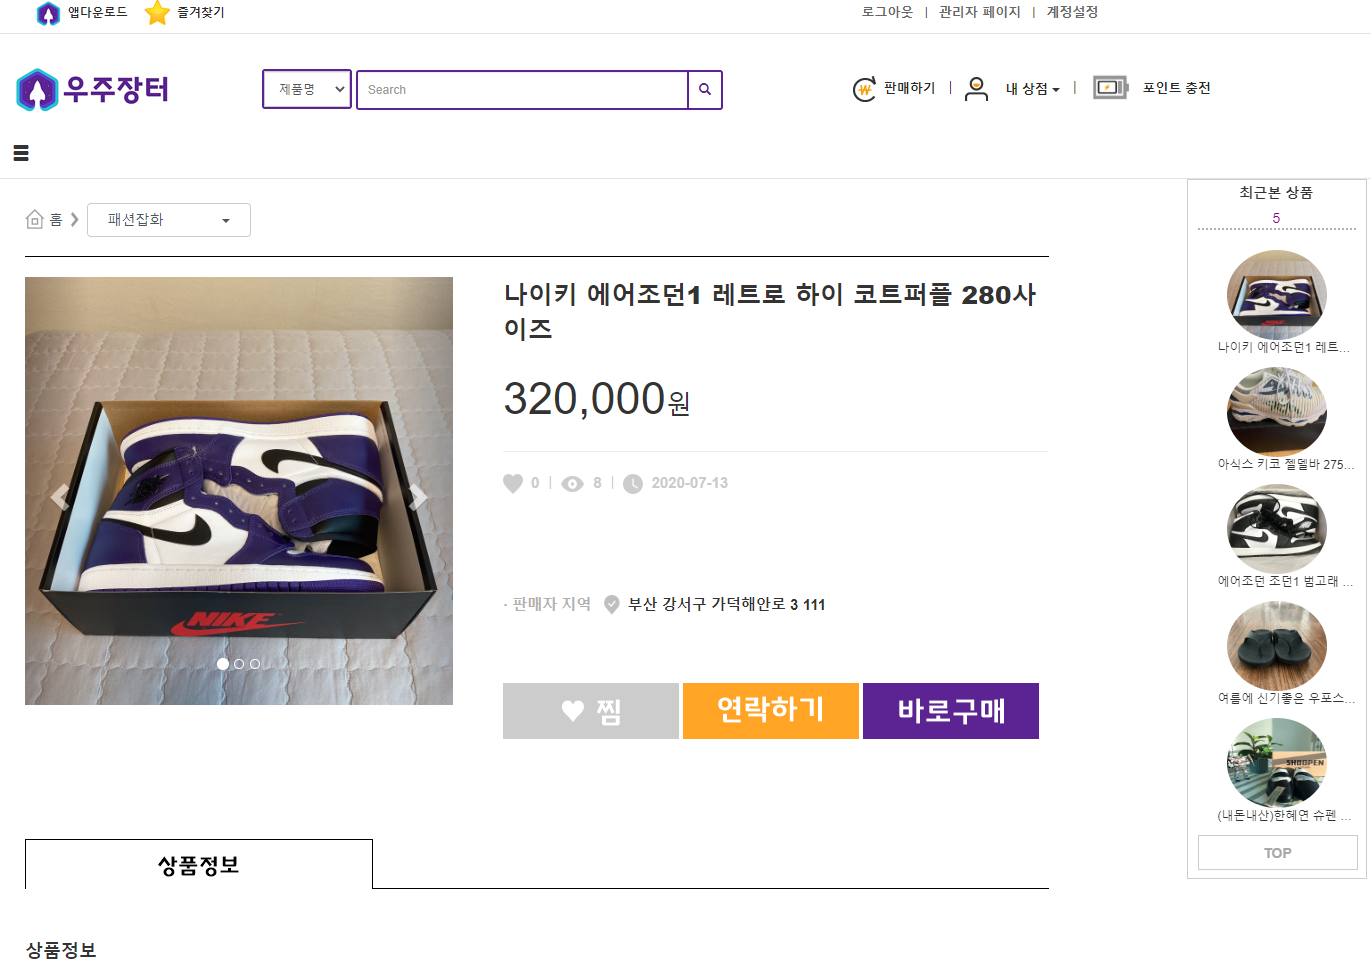 앱다운로드 즐겨찾기 로그아웃 | 관리자 페이지 | 계정설정
우주장터 제품명 Search 판매하기 | 내 상점 | 포인트 충전
홈 패션잡화
나이키 에어조던1 레트로 하이 코트퍼플 280사
이즈
320,000원
0 | 8 | 2020-07-13
· 판매자 지역 부산 강서구 가덕해안로 3 111
찜 연락하기 바로구매
NIKE
상품정보
상품정보
최근본 상품
5
나이키 에어조던1 레트...
아식스 키코 젤델바 275...
에어조던 조던1 범고래 ...
여름에 신기좋은 우포스...
SHOOPEN
(내돈내산)한혜연 슈펜 ...
TOP